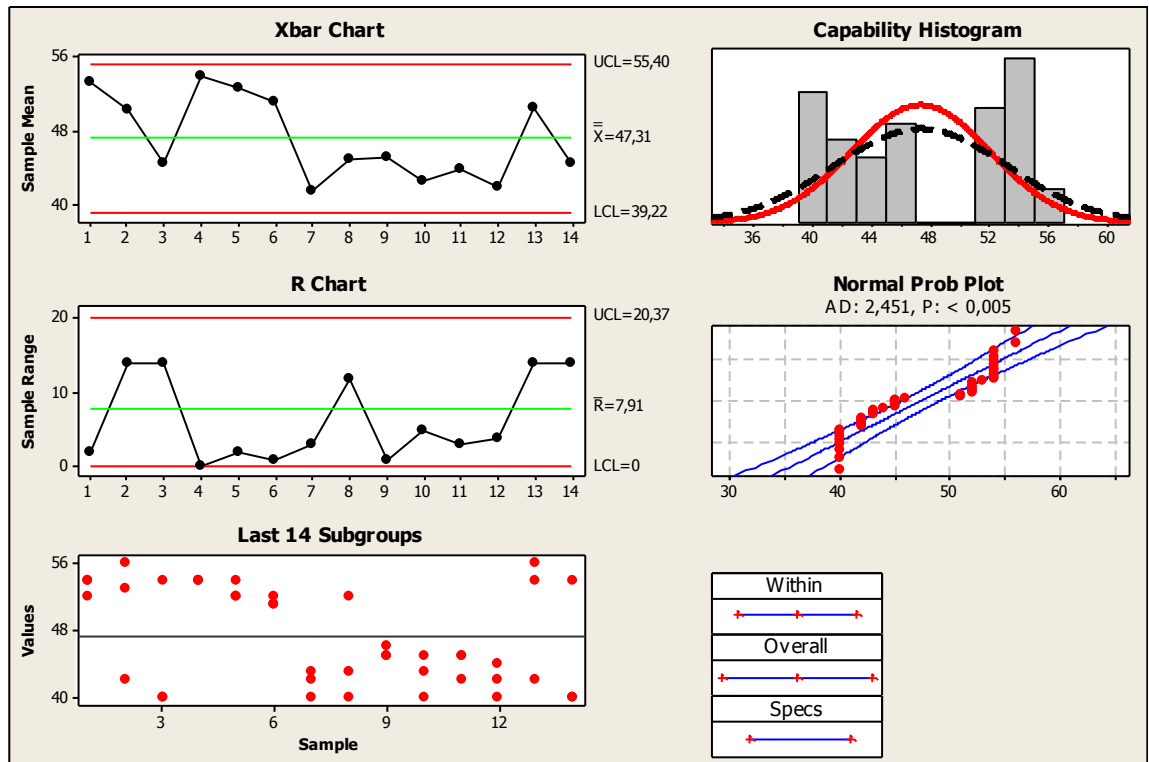 Xbar Chart
Sample Mean
56
48
40
UCL=55,40
X=47,31
LCL=39,22
1 2 3 4 5 6 7 8 9 10 11 12 13 14
Capability Histogram
36 40 44 48 52 56 60
R Chart
Sample Range
20
10
0
UCL=20,37
R=7,91
LCL=0
1 2 3 4 5 6 7 8 9 10 11 12 13 14
Normal Prob Plot
AD: 2,451, P: < 0,005
30 40 50 60
Last 14 Subgroups
Values
56
48
40
3 6 9 12
Sample
Within
Overall
Specs